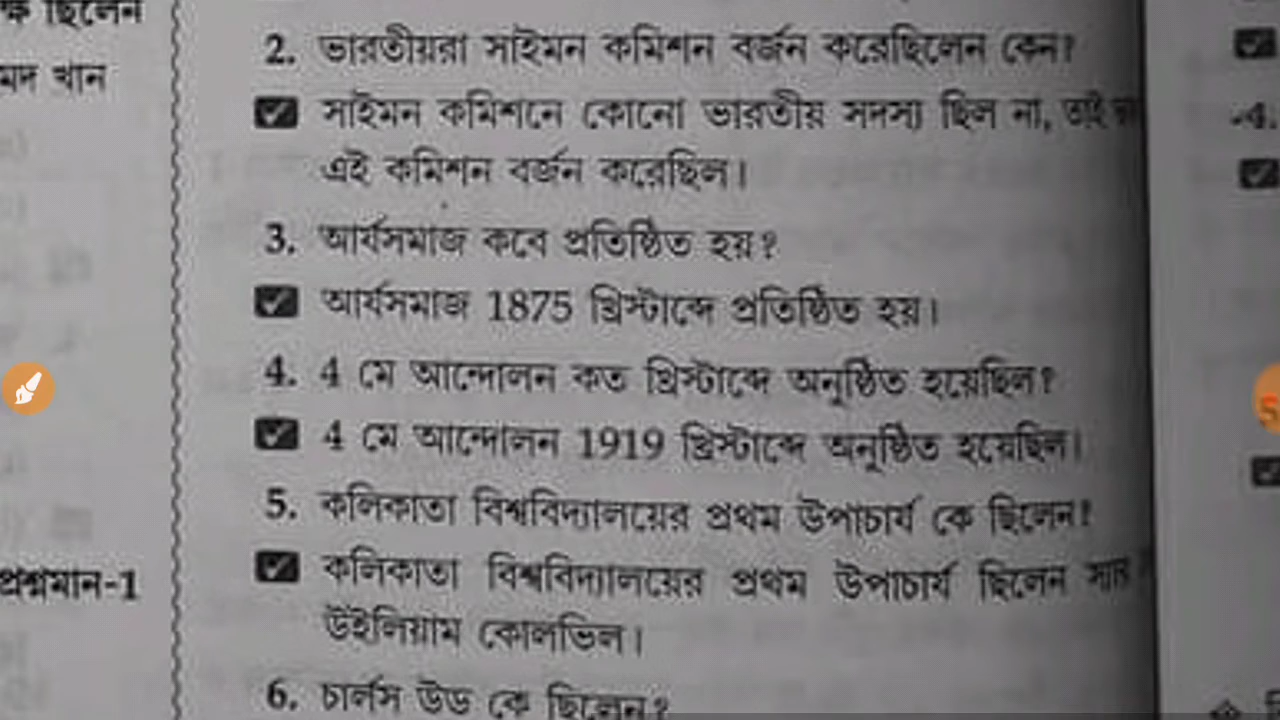 ক্ষ ছিলেন
মদ খান
2. ভারতীয়রা সাইমন কমিশন বর্জন করেছিলেন কেন?
সাইমন কমিশনে কোনো ভারতীয় সদস্য ছিল না, তাই
এই কমিশন বর্জন করেছিল।
3. আর্যসমাজ কবে প্রতিষ্ঠিত হয়?
আর্যসমাজ 1875 খ্রিস্টাব্দে প্রতিষ্ঠিত হয়।
4. 4 মে আন্দোলন কত খ্রিস্টাব্দে অনুষ্ঠিত হয়েছিল?
4 মে আন্দোলন 1919 খ্রিস্টাব্দে অনুষ্ঠিত হয়েছিল।
5. কলিকাতা বিশ্ববিদ্যালয়ের প্রথম উপাচার্য কে ছিলেন?
কলিকাতা বিশ্ববিদ্যালয়ের প্রথম উপাচার্য ছিলেন স্যার
উইলিয়াম কোলভিল।
প্রশ্নমান-1
6. চার্লস উড কে ছিলেন?
4.